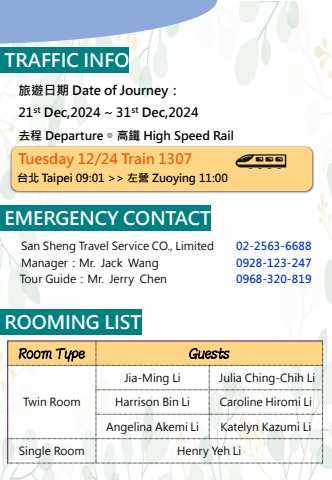 TRAFFIC INFO
旅遊日期 Date of Journey：
21st Dec,2024 ~ 31st Dec,2024
去程 Departure ◎ 高鐵 High Speed Rail
Tuesday 12/24 Train 1307
台北 Taipei 09:01 >> 左營 Zuoying 11:00
EMERGENCY CONTACT
San Sheng Travel Service CO., Limited 02-2563-6688
Manager：Mr. Jack Wang 0928-123-247
Tour Guide：Mr. Jerry Chen 0968-320-819
ROOMING LIST
Room Type Guests
Jia-Ming Li Julia Ching-Chih Li
Twin Room Harrison Bin Li Caroline Hiromi Li
Angelina Akemi Li Katelyn Kazumi Li
Single Room Henry Yeh Li